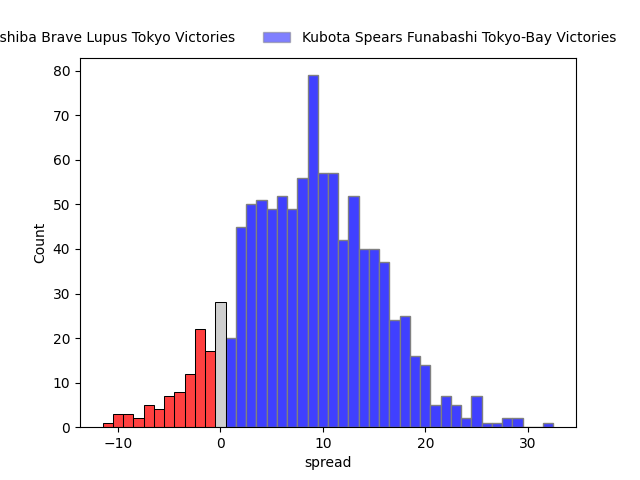 shiba Brave Lupus Tokyo Victories Kubota Spears Funabashi Tokyo-Bay Victories
80
70
60
50
40
30
20
10
0
Count
−10 0 10 20 30
spread